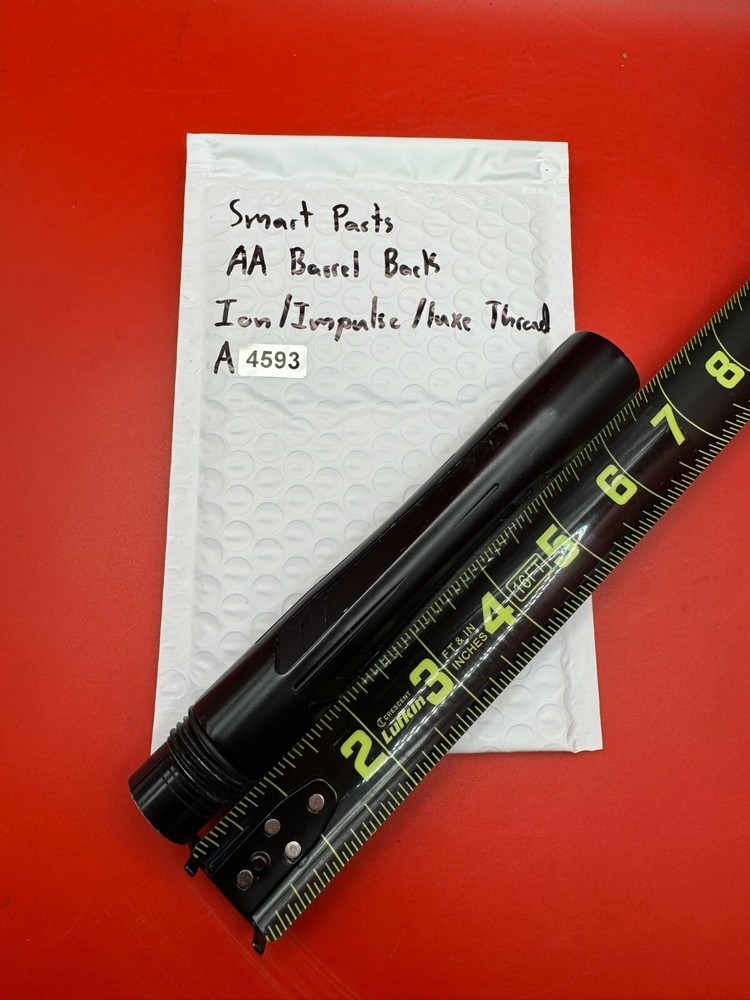 Smart Parts
AA Barrel Back
Ion/Impulse/luxe Thread
A 4593
8
7
6
5
16FT
4
FT & IN
INCHES
3
CRESCENT
Lufkin
2